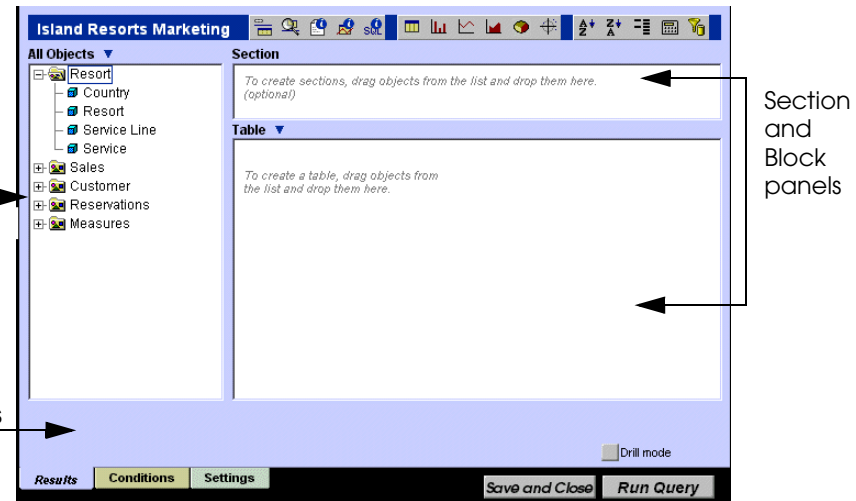 Island Resorts Marketing
All Objects
Section
Resort
Country
Resort
Service Line
Service
Sales
Customer
Reservations
Measures
To create sections, drag objects from the list and drop them here.
(optional)
Table
To create a table, drag objects from
the list and drop them here.
Section
and
Block
panels
s
Drill mode
Results
Conditions
Settings
Save and Close
Run Query